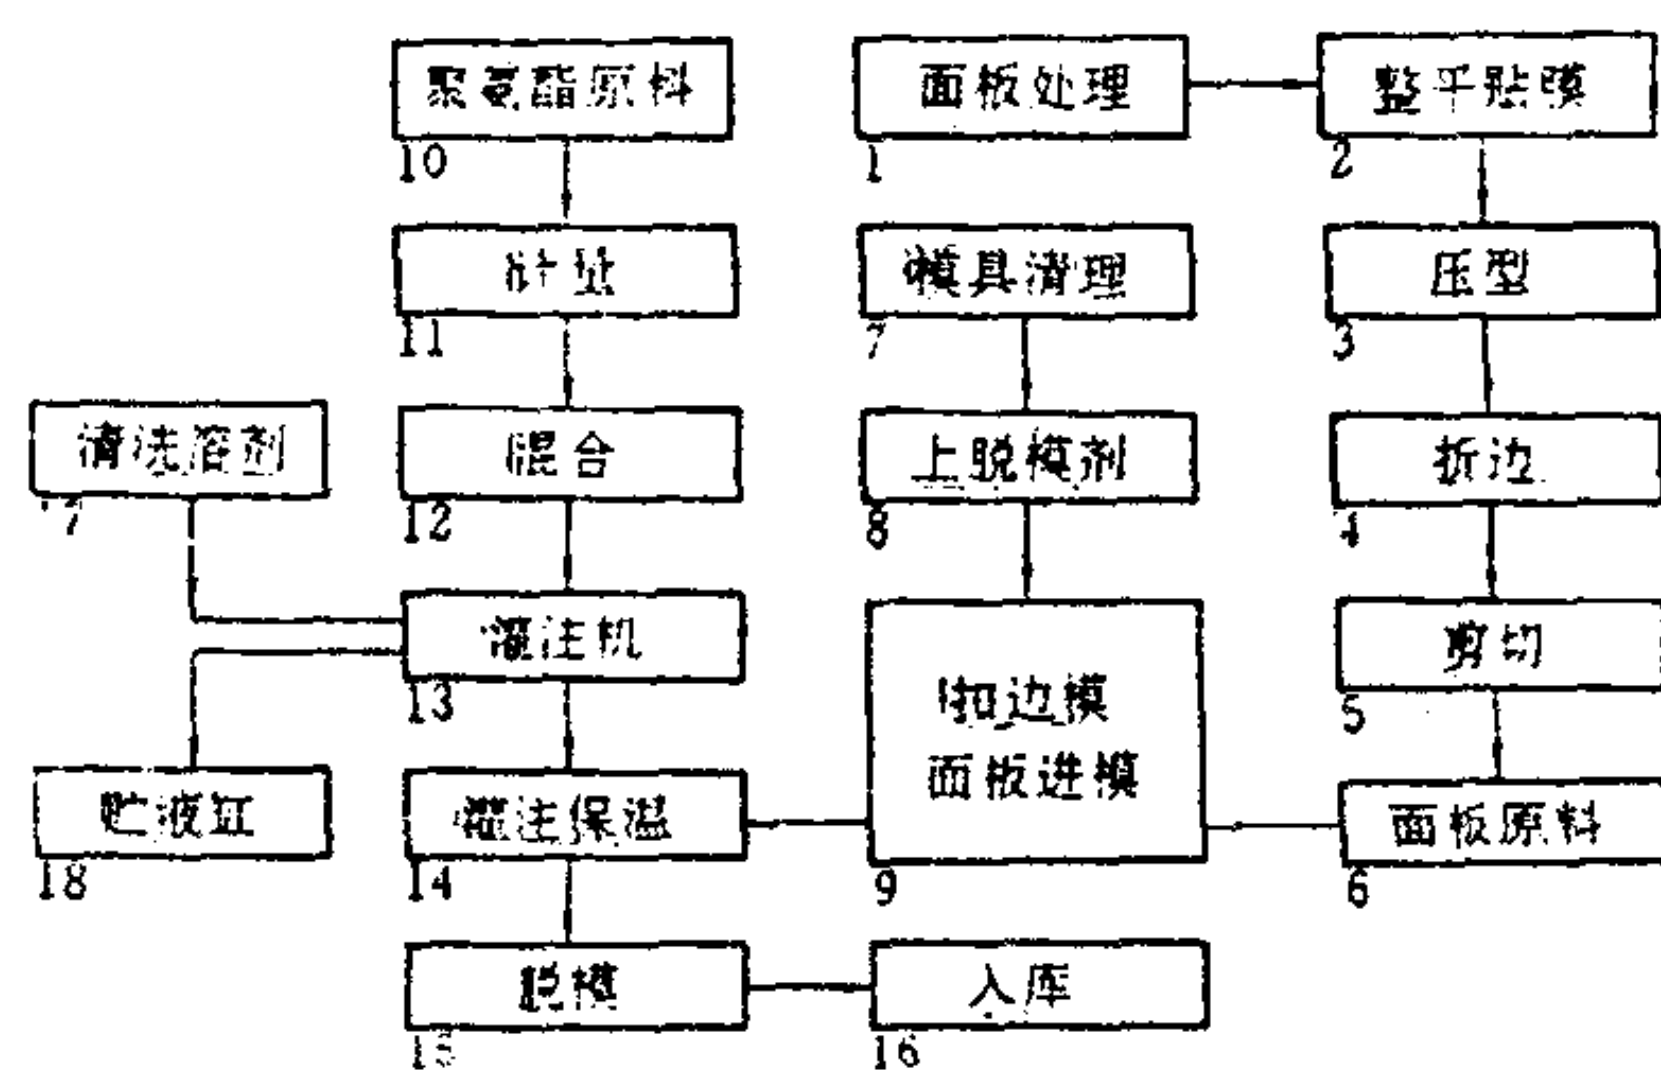 聚氨酯原料
10
面板处理
1
整平贴膜
2
计量
11
模具清理
7
压型
3
清洗溶剂
17
混合
12
上脱模剂
8
折边
4
灌注机
13
扣边模
面板进模
9
剪切
5
贮液缸
18
灌注保温
14
面板原料
6
脱模
15
入库
16